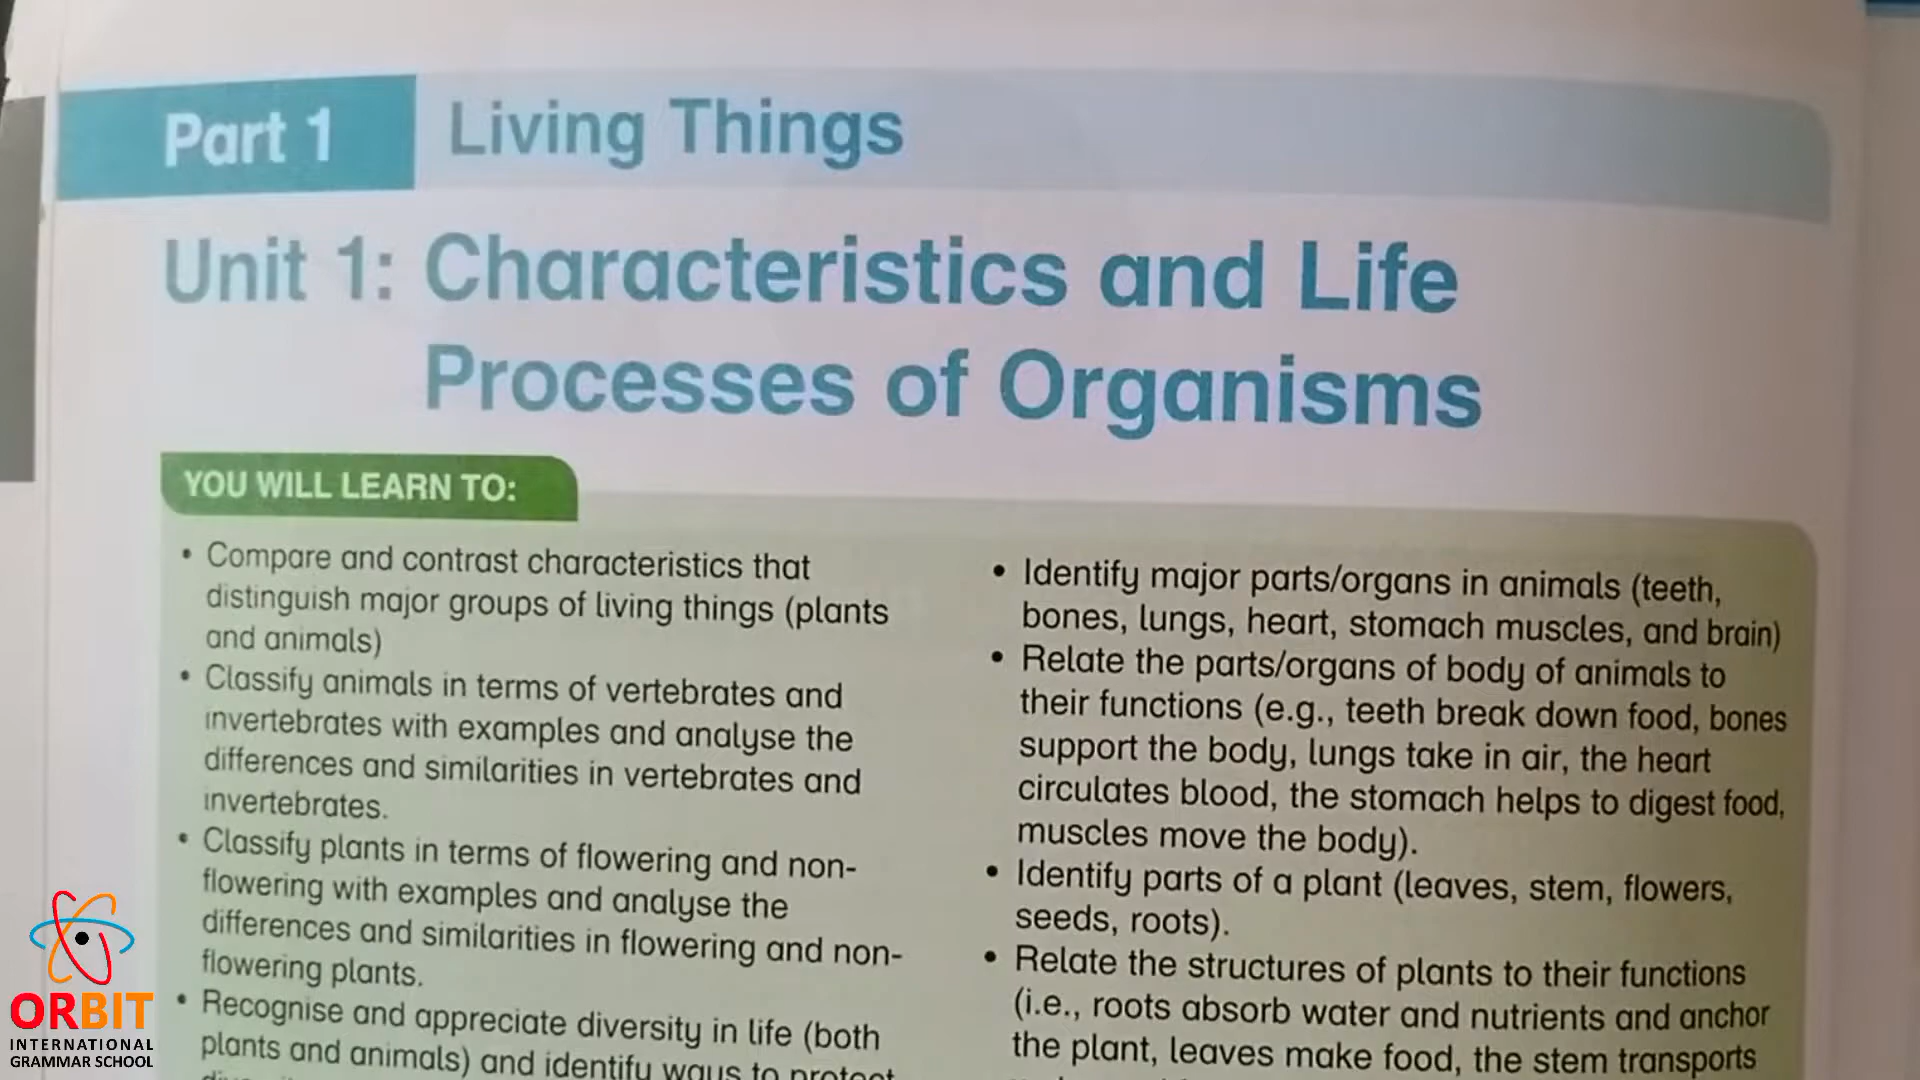 Part 1 Living Things
Unit 1: Characteristics and Life
Processes of Organisms
YOU WILL LEARN TO:
• Compare and contrast characteristics that
distinguish major groups of living things (plants
and animals)
• Classify animals in terms of vertebrates and
invertebrates with examples and analyse the
differences and similarities in vertebrates and
invertebrates.
• Classify plants in terms of flowering and non-
flowering with examples and analyse the
differences and similarities in flowering and non-
flowering plants.
• Recognise and appreciate diversity in life (both
plants and animals) and identify ways to protect
• Identify major parts/organs in animals (teeth,
bones, lungs, heart, stomach muscles, and brain)
• Relate the parts/organs of body of animals to
their functions (e.g., teeth break down food, bones
support the body, lungs take in air, the heart
circulates blood, the stomach helps to digest food,
muscles move the body).
• Identify parts of a plant (leaves, stem, flowers,
seeds, roots).
• Relate the structures of plants to their functions
(i.e., roots absorb water and nutrients and anchor
the plant, leaves make food, the stem transports
ORBIT
INTERNATIONAL
GRAMMAR SCHOOL